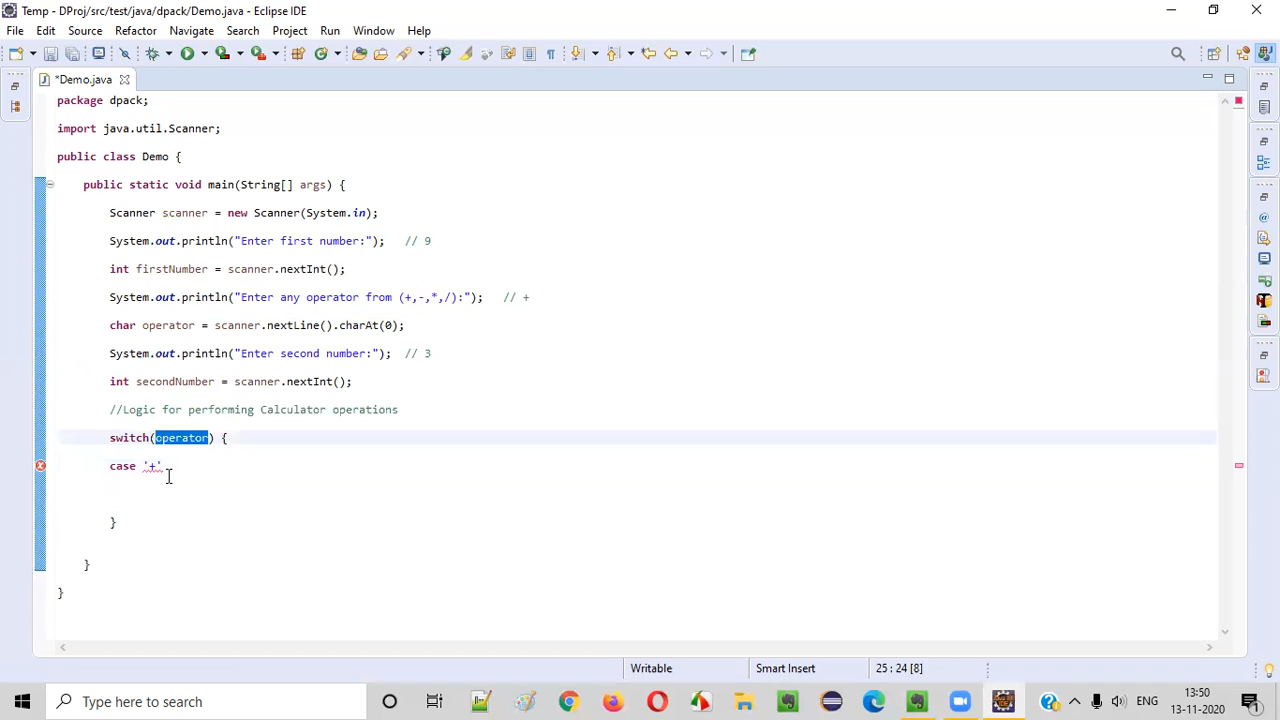 Temp - DProj/src/test/java/dpack/Demo.java - Eclipse IDE
File Edit Source Refactor Navigate Search Project Run Window Help
*Demo.java
package dpack;
import java.util.Scanner;
public class Demo {
public static void main(String[] args) {
Scanner scanner = new Scanner(System.in);
System.out.println("Enter first number:"); // 9
int firstNumber = scanner.nextInt();
System.out.println("Enter any operator from (+,-,*,/):"); // +
char operator = scanner.nextLine().charAt(0);
System.out.println("Enter second number:"); // 3
int secondNumber = scanner.nextInt();
//Logic for performing Calculator operations
switch(operator) {
case '+'
}
}
}
Writable Smart Insert 25 : 24 [8]
Type here to search
ENG
13:50
13-11-2020